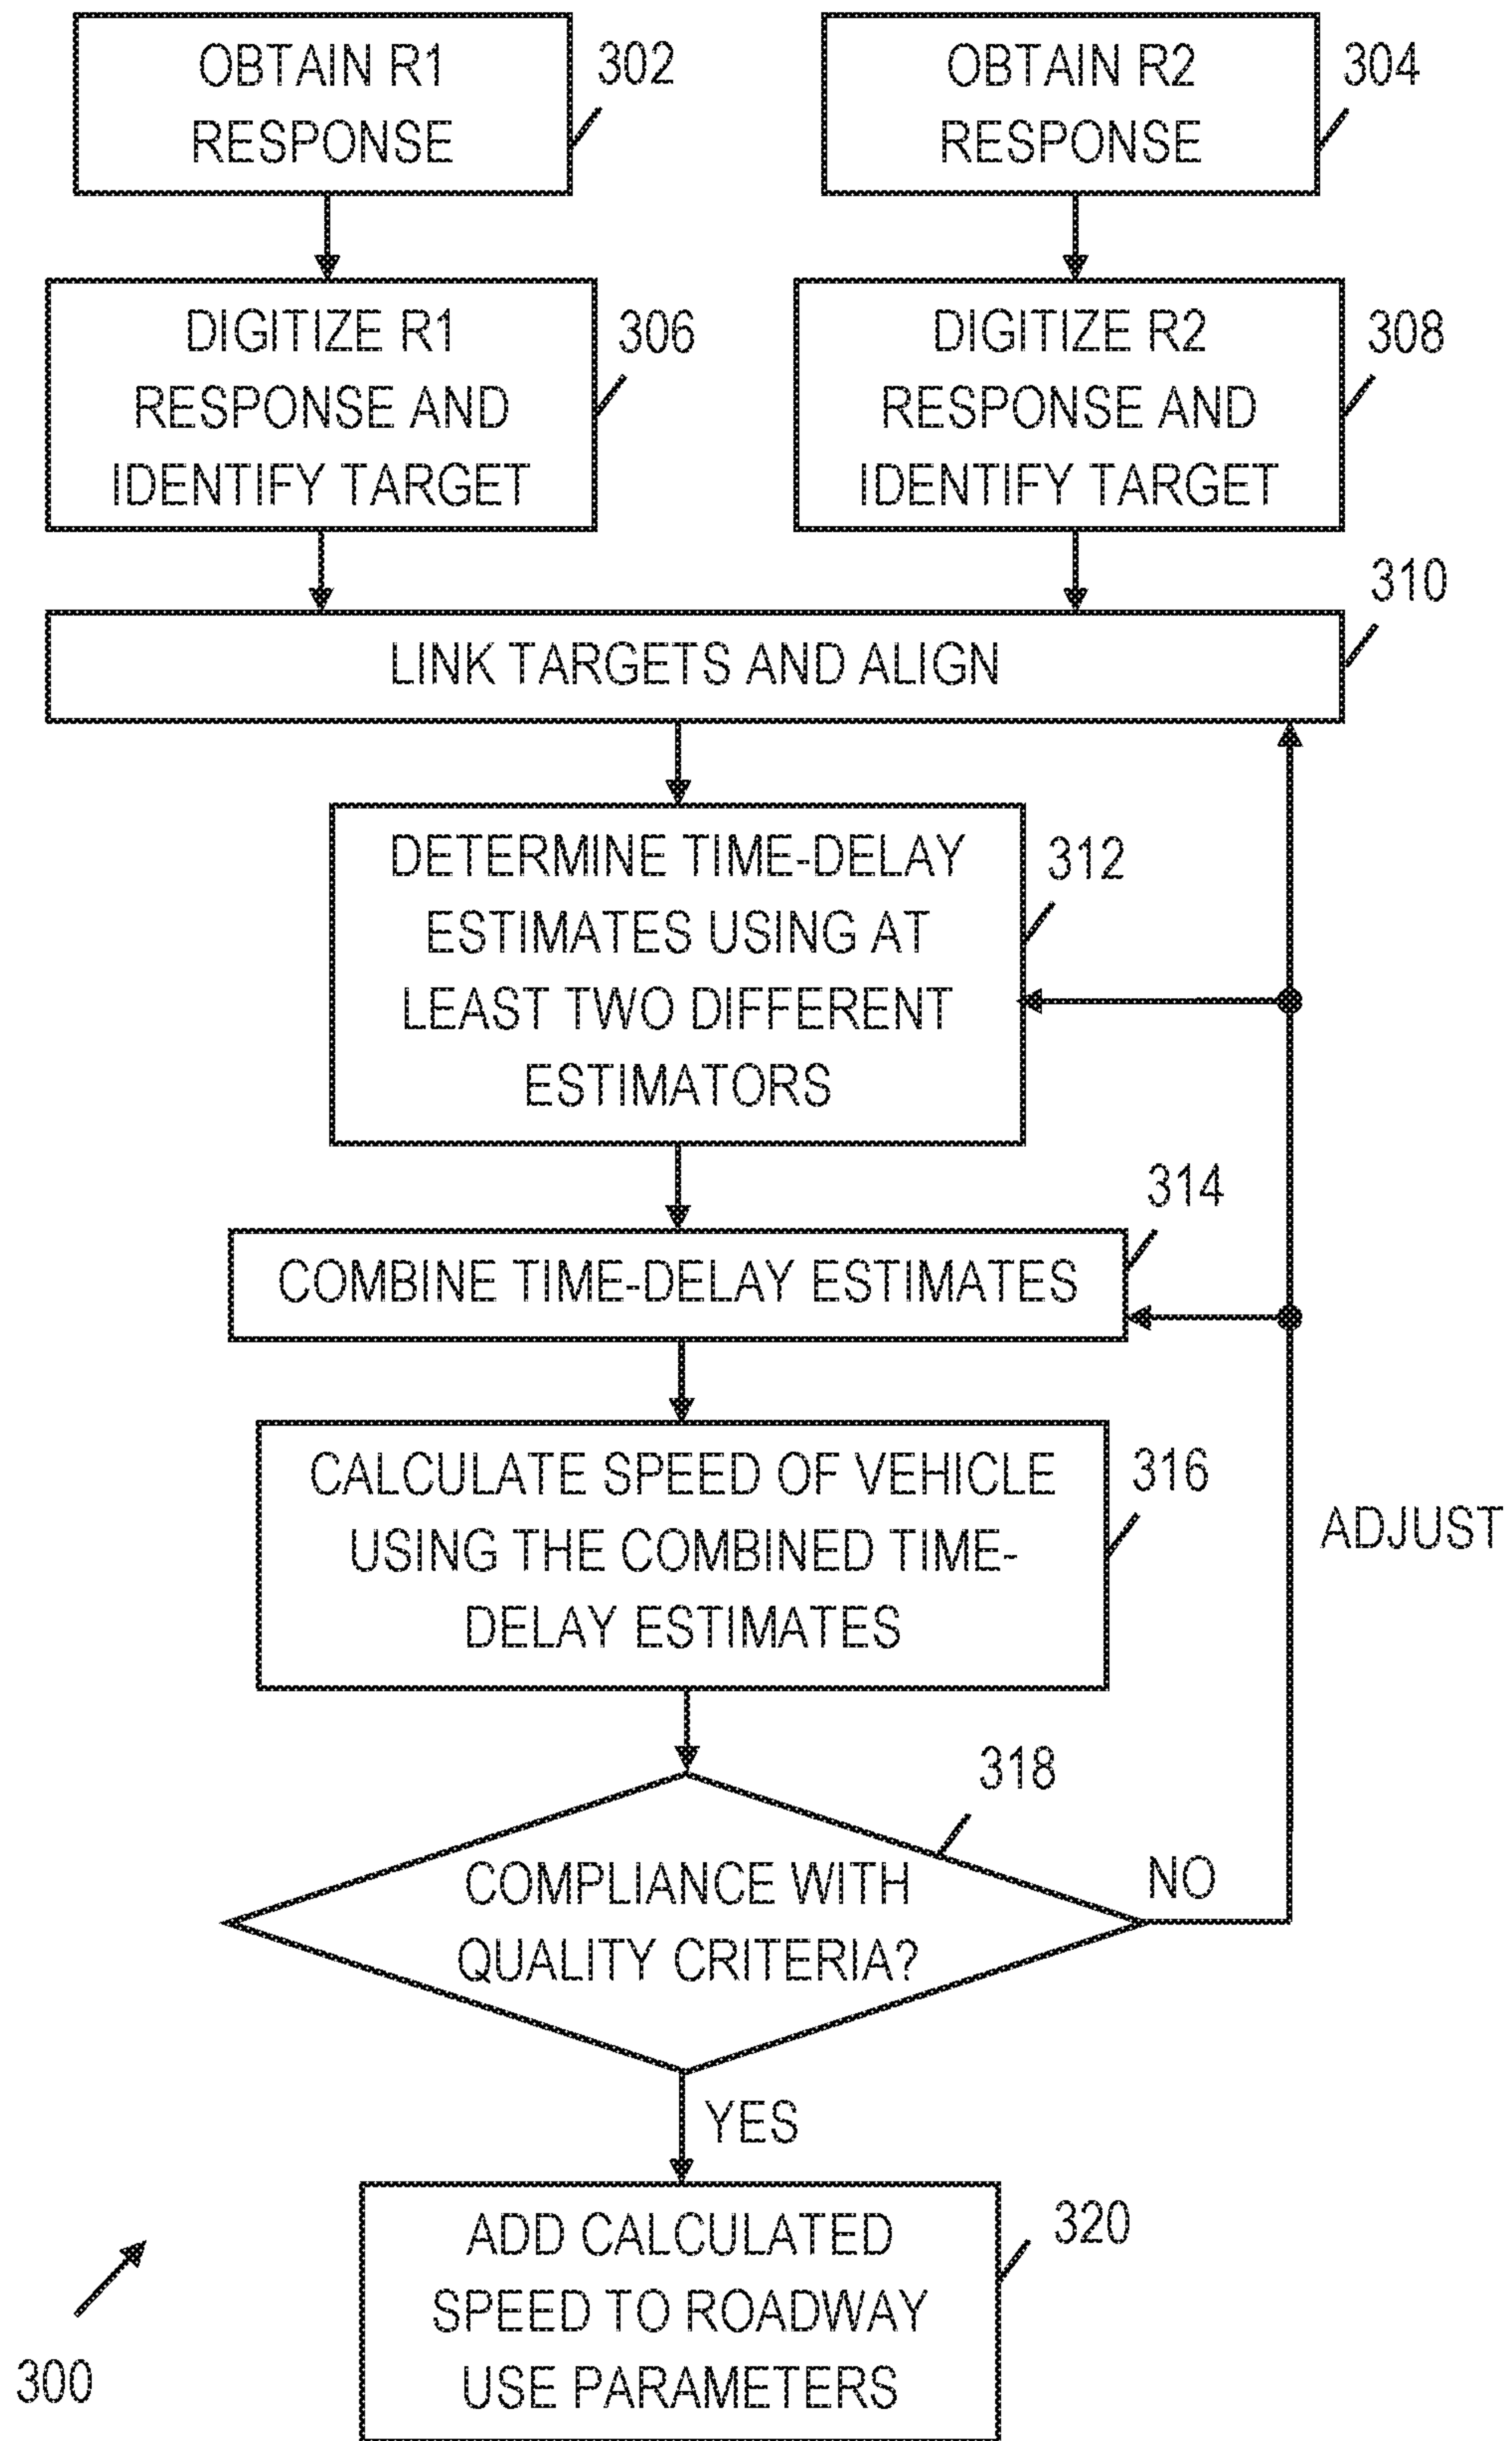 OBTAIN R1
RESPONSE
302
OBTAIN R2
RESPONSE
304
DIGITIZE R1
RESPONSE AND
IDENTIFY TARGET
306
DIGITIZE R2
RESPONSE AND
IDENTIFY TARGET
308
310
LINK TARGETS AND ALIGN
DETERMINE TIME-DELAY
ESTIMATES USING AT
LEAST TWO DIFFERENT
ESTIMATORS
312
314
COMBINE TIME-DELAY ESTIMATES
CALCULATE SPEED OF VEHICLE
USING THE COMBINED TIME-
DELAY ESTIMATES
316
ADJUST
318
COMPLIANCE WITH
QUALITY CRITERIA?
NO
YES
ADD CALCULATED
SPEED TO ROADWAY
USE PARAMETERS
320
300